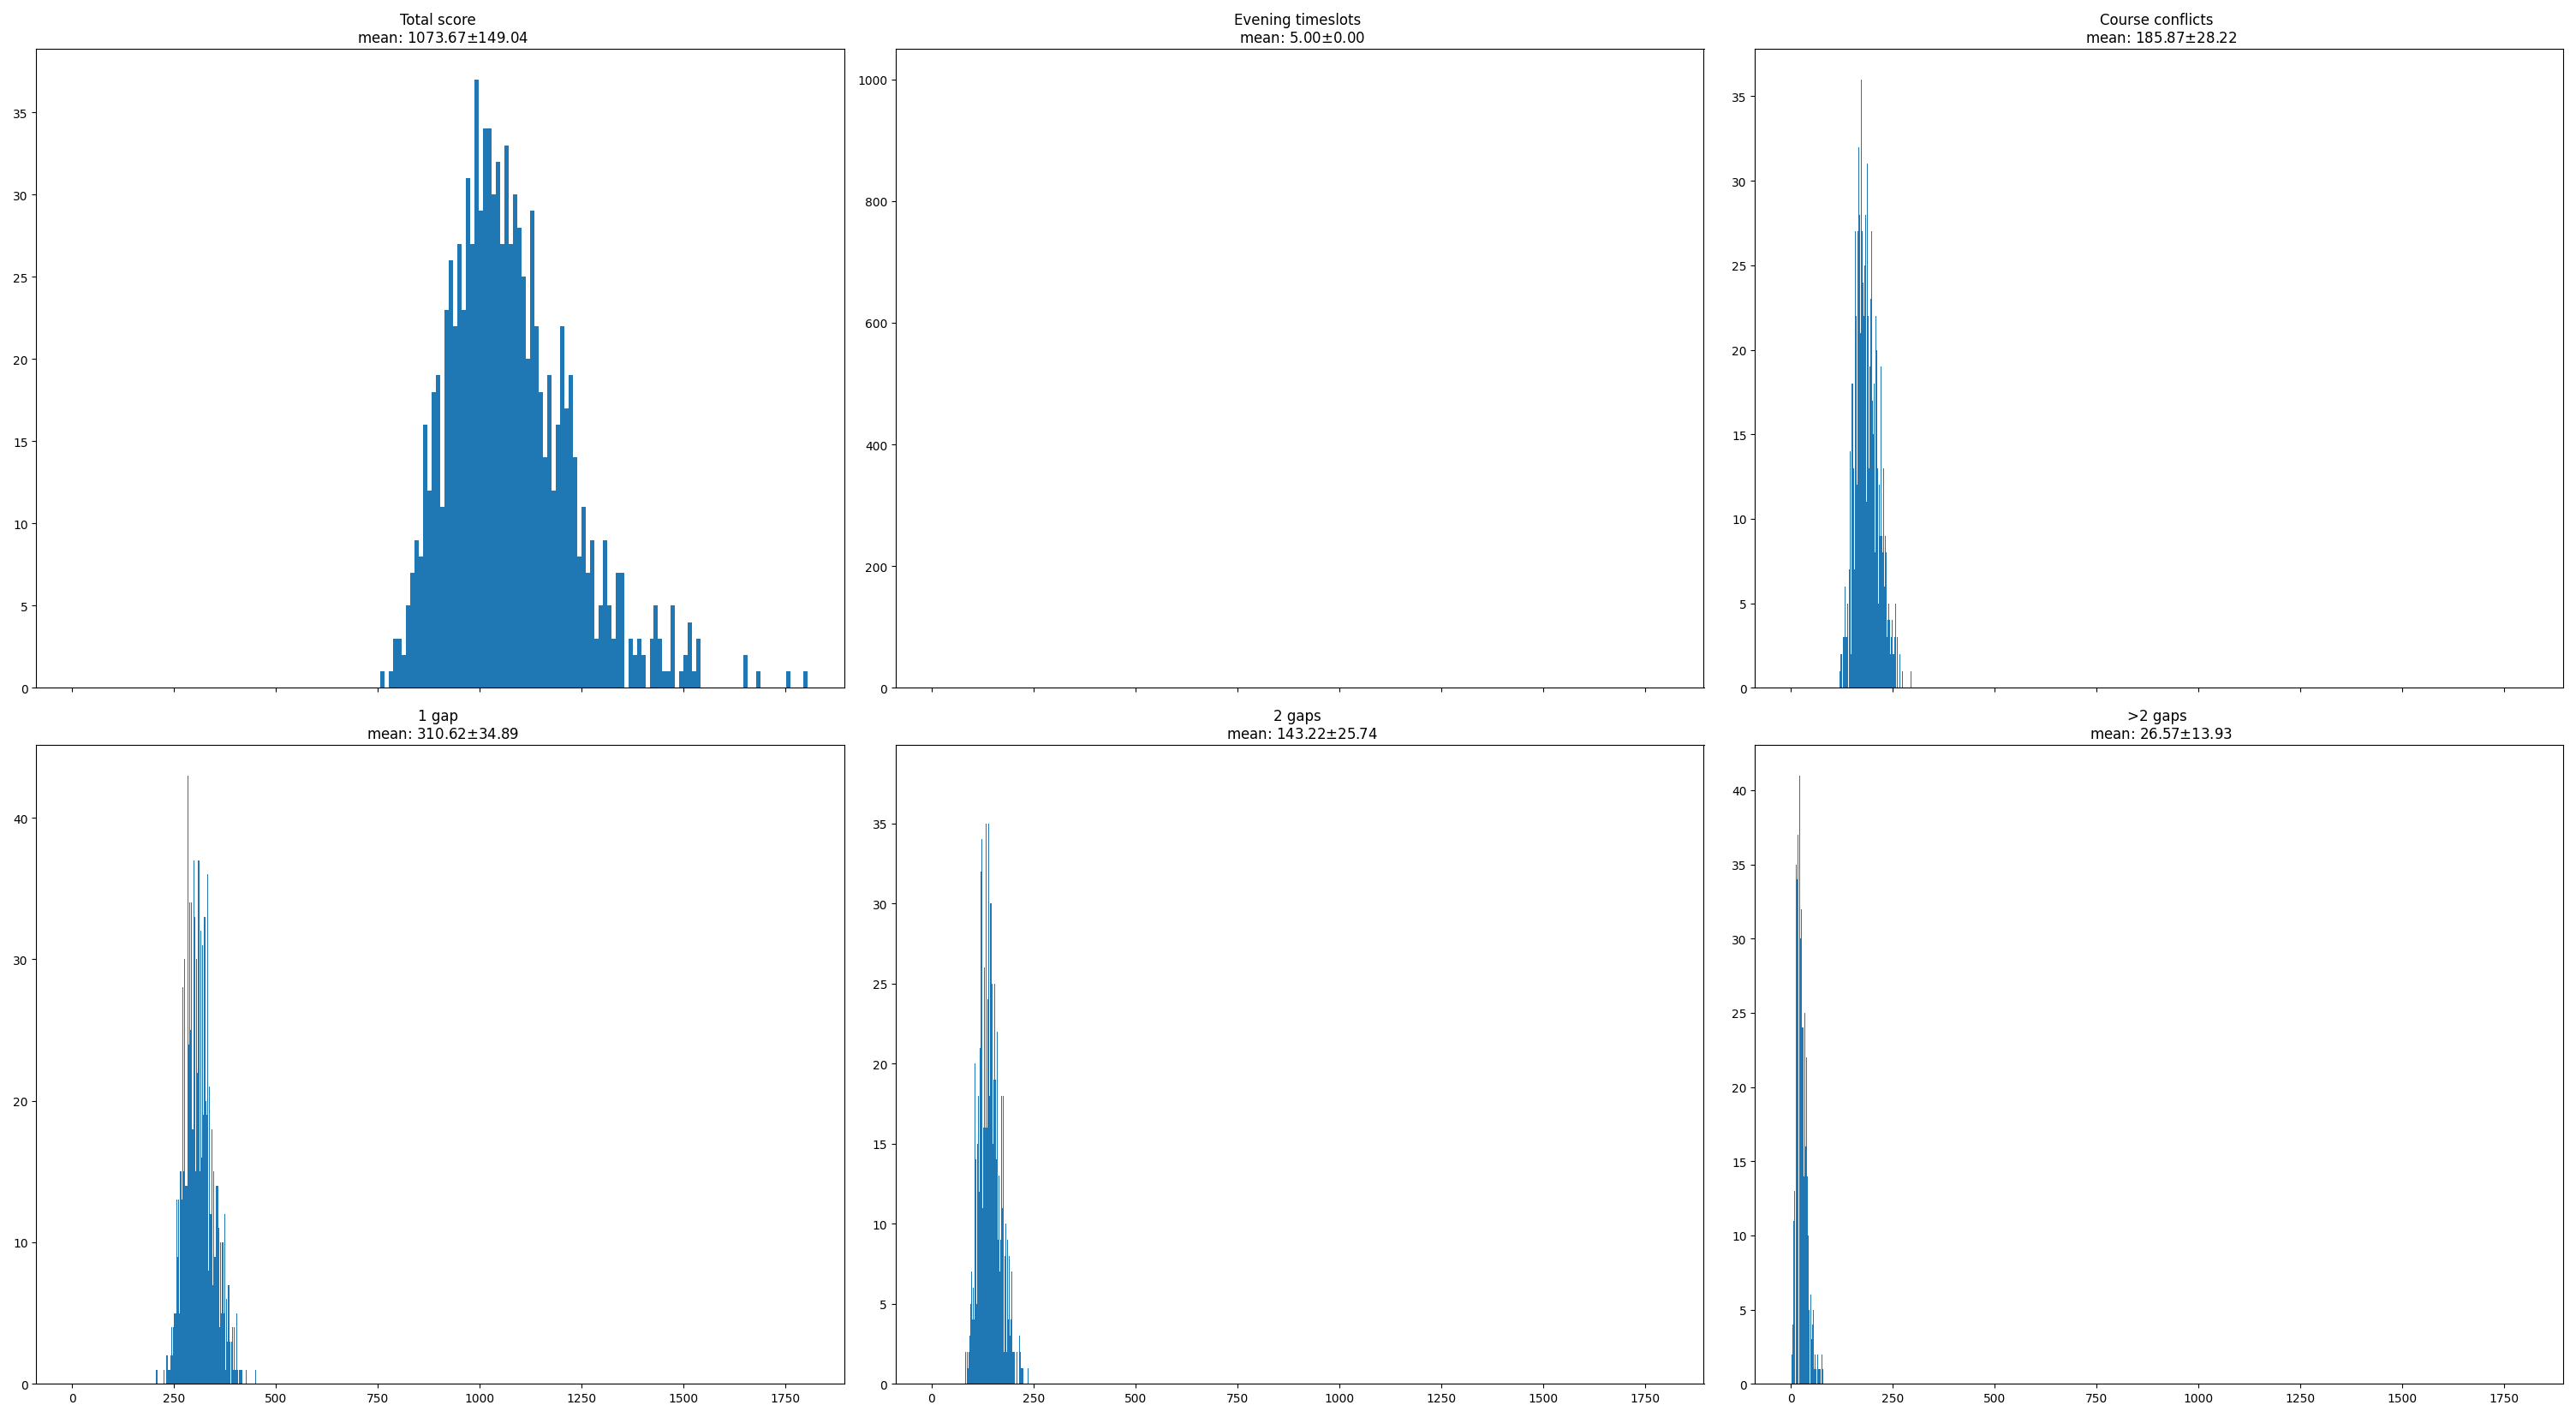 Total score
mean: 1073.67±149.04
35
30
25
20
15
10
5
0
Evening timeslots
mean: 5.00±0.00
1000
800
600
400
200
0
Course conflicts
mean: 185.87±28.22
35
30
25
20
15
10
5
0
1 gap
mean: 310.62±34.89
40
30
20
10
0
0 250 500 750 1000 1250 1500 1750
2 gaps
mean: 143.22±25.74
35
30
25
20
15
10
5
0
0 250 500 750 1000 1250 1500 1750
>2 gaps
mean: 26.57±13.93
40
35
30
25
20
15
10
5
0
0 250 500 750 1000 1250 1500 1750